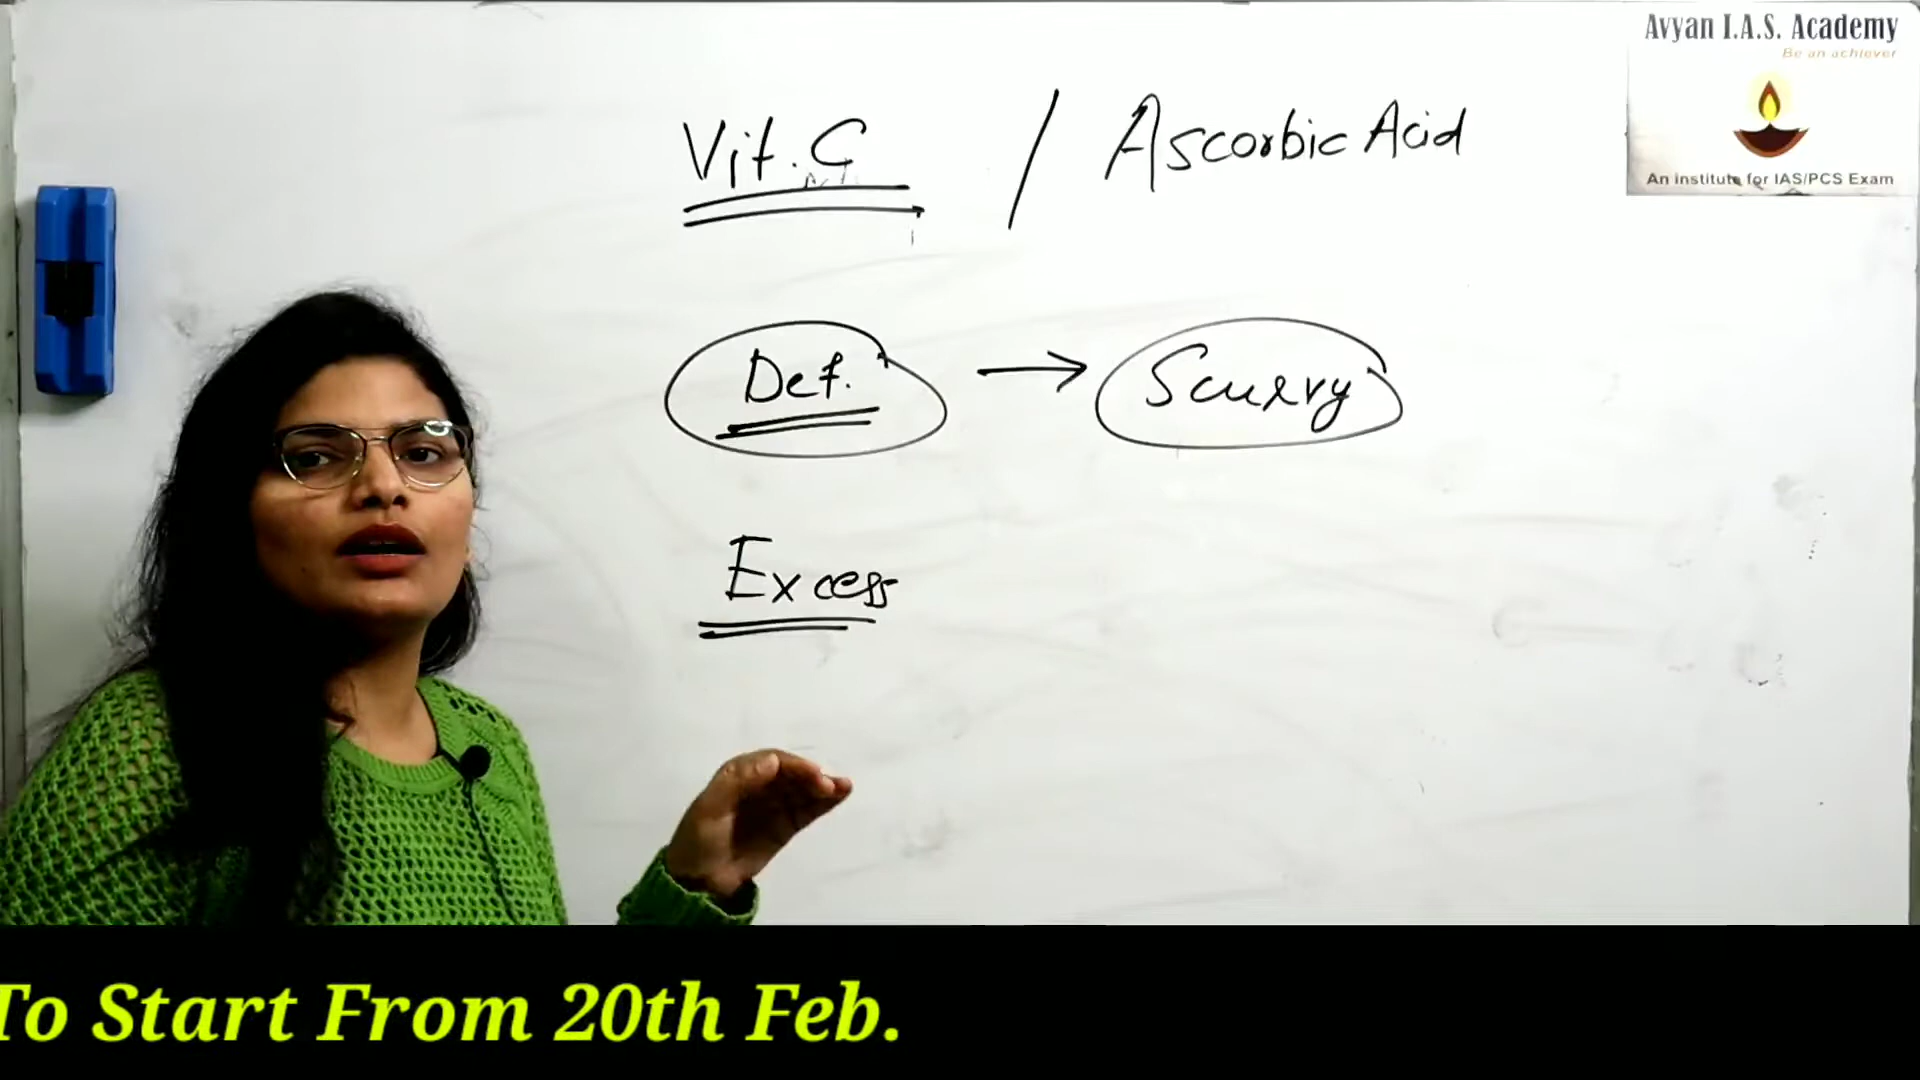 Avyan I.A.S. Academy
Be an achiever
An institute for IAS/PCS Exam
Vit. C / Ascorbic Acid
Def. → Scurvy
Excess
To Start From 20th Feb.